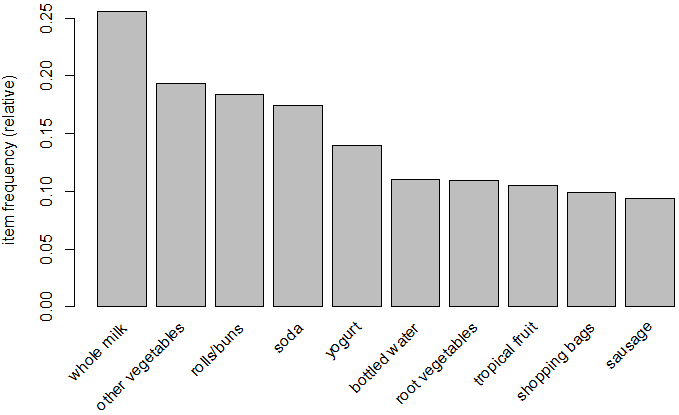 item frequency (relative)
0.25
0.20
0.15
0.10
0.05
0.00
whole milk
other vegetables
rolls/buns
soda
yogurt
bottled water
root vegetables
tropical fruit
shopping bags
sausage